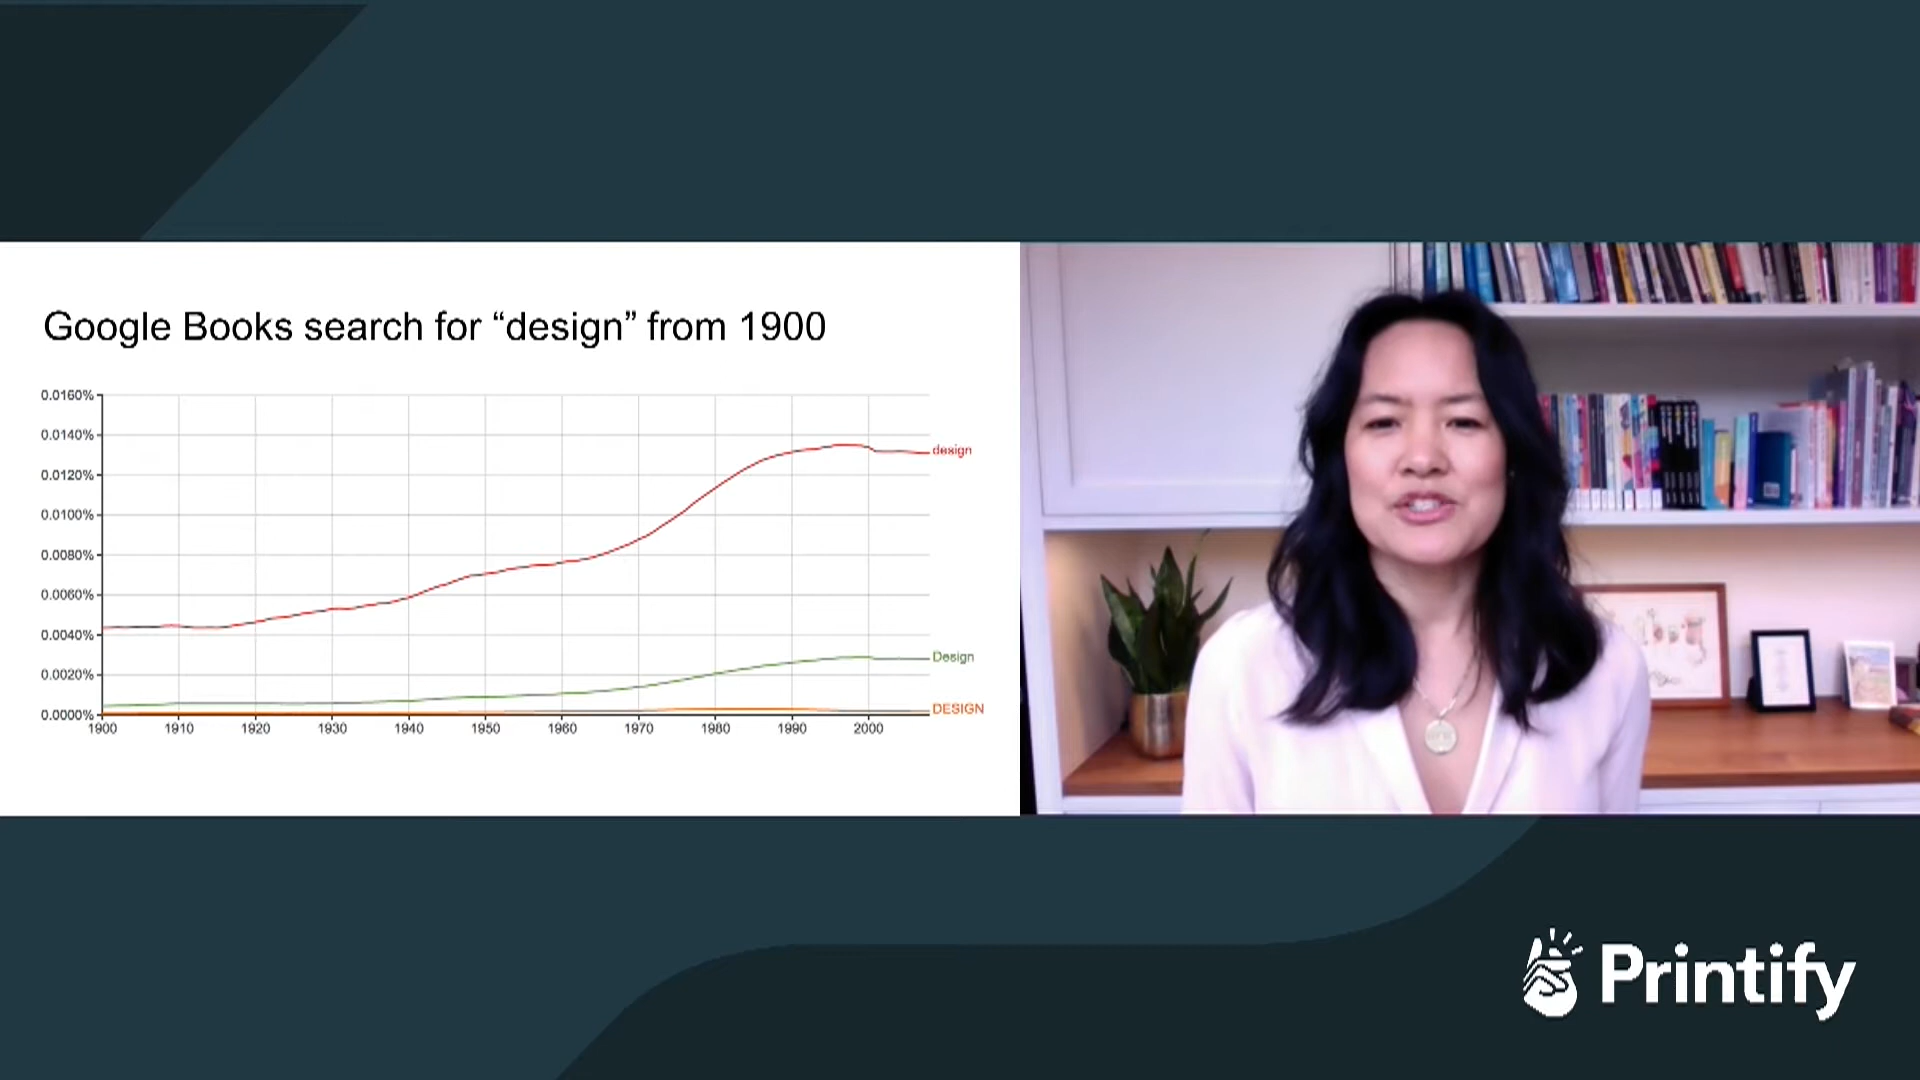 Google Books search for “design” from 1900
0.0160%
0.0140%
0.0120%
0.0100%
0.0080%
0.0060%
0.0040%
0.0020%
0.0000%
design
Design
DESIGN
1900 1910 1920 1930 1940 1950 1960 1970 1980 1990 2000
Printify